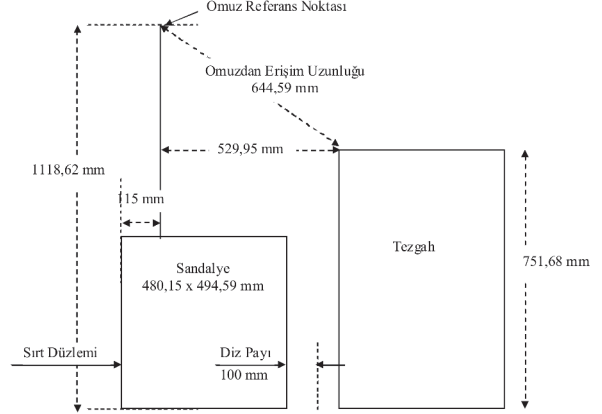 Omuz Referans Noktası
Omuzdan Erişim Uzunluğu
644,59 mm
529,95 mm
1118,62 mm
115 mm
Tezgah
751,68 mm
Sandalye
480,15 x 494,59 mm
Sırt Düzlemi
Diz Payı
100 mm